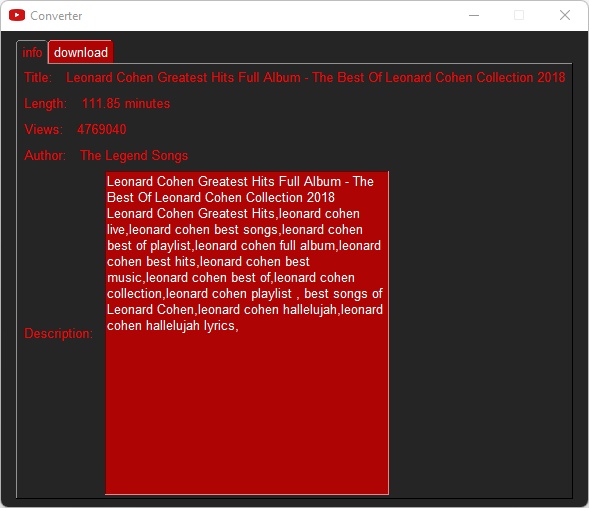 Converter
info download
Title: Leonard Cohen Greatest Hits Full Album - The Best Of Leonard Cohen Collection 2018
Length: 111.85 minutes
Views: 4769040
Author: The Legend Songs
Description:
Leonard Cohen Greatest Hits Full Album - The
Best Of Leonard Cohen Collection 2018
Leonard Cohen Greatest Hits,leonard cohen
live,leonard cohen best songs,leonard cohen
best of playlist,leonard cohen full album,leonard
cohen best hits,leonard cohen best
music,leonard cohen best of,leonard cohen
collection,leonard cohen playlist , best songs of
Leonard Cohen,leonard cohen hallelujah,leonard
cohen hallelujah lyrics,